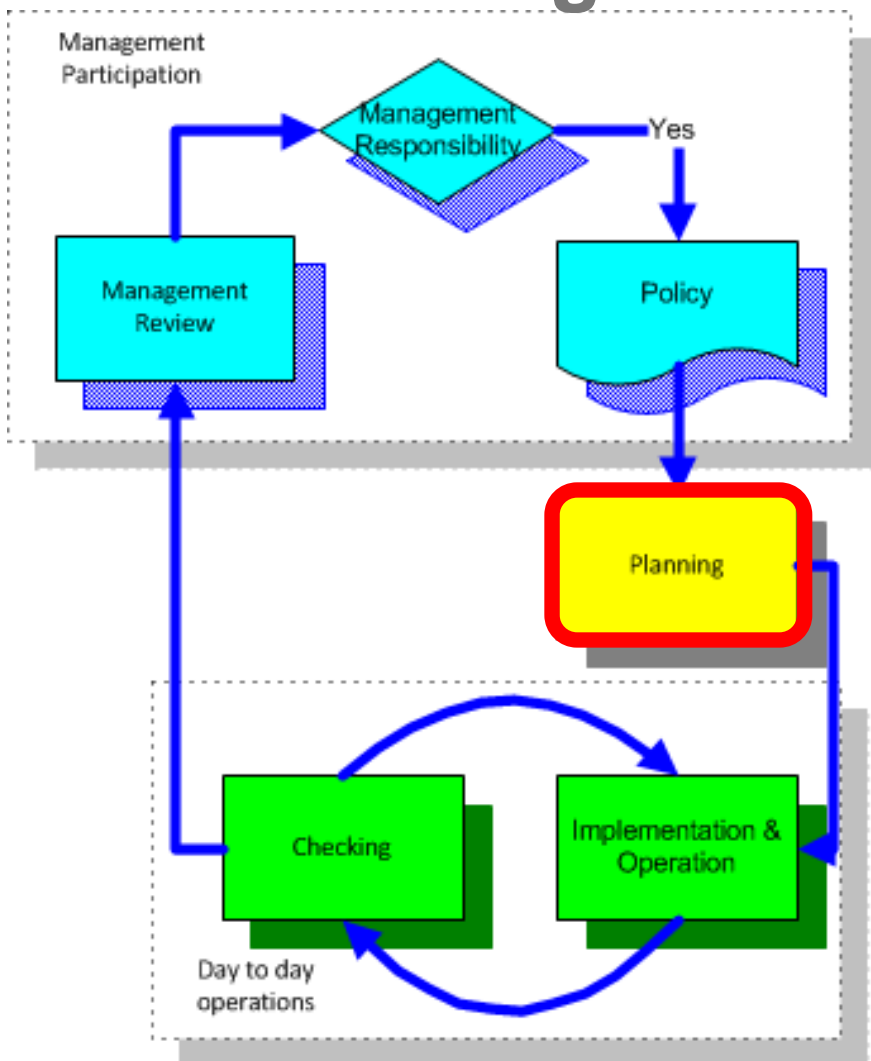 Management
Participation
Management
Responsibility
Yes
Management
Review
Policy
Planning
Checking
Implementation &
Operation
Day to day
operations